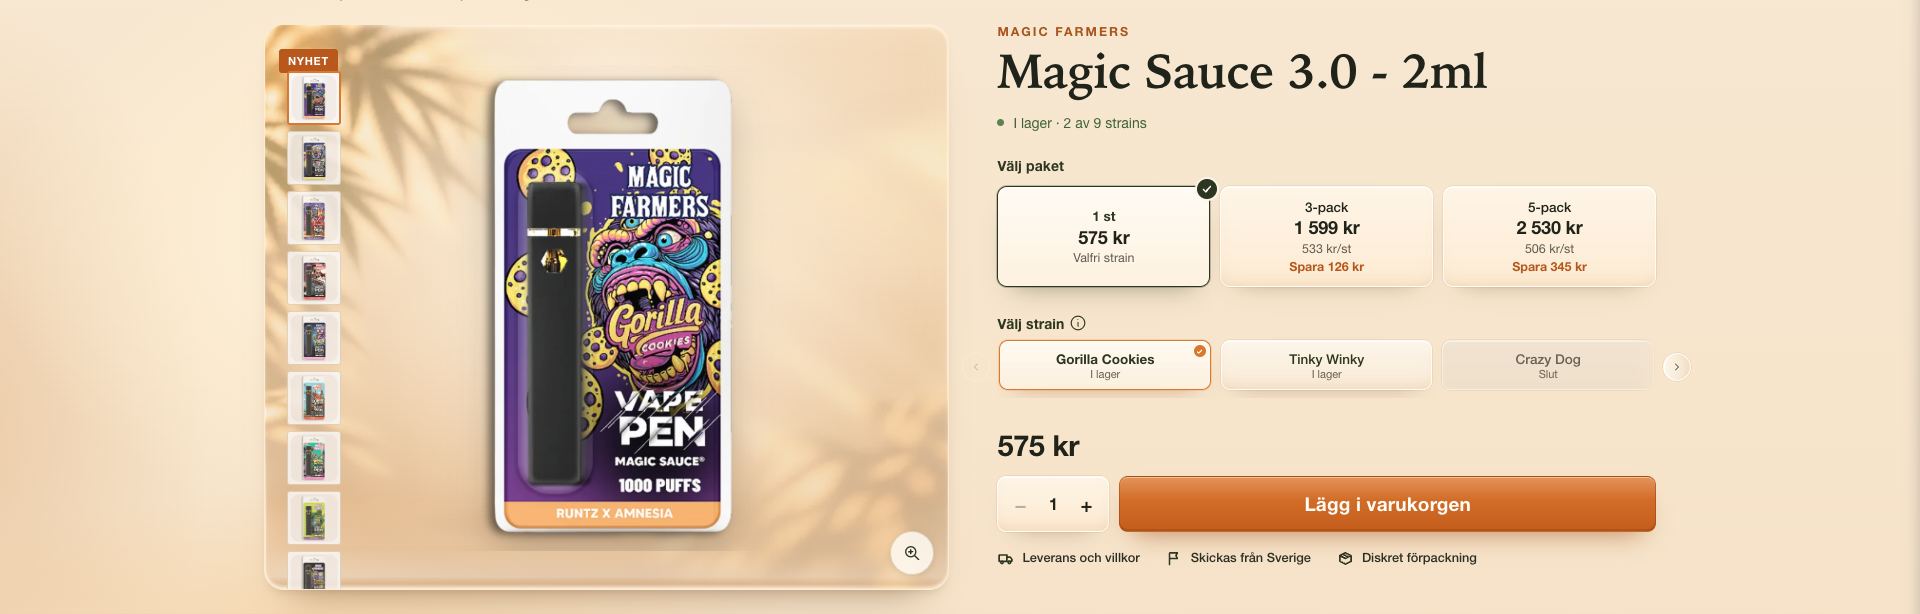 NYHET
MAGIC
FARMERS
Gorilla
COOKIES
VAPE
PEN
MAGIC SAUCE®
1000 PUFFS
RUNTZ X AMNESIA
MAGIC FARMERS
Magic Sauce 3.0 - 2ml
I lager · 2 av 9 strains
Välj paket
1 st
575 kr
Valfri strain
3-pack
1 599 kr
533 kr/st
Spara 126 kr
5-pack
2 530 kr
506 kr/st
Spara 345 kr
Välj strain
Gorilla Cookies
I lager
Tinky Winky
I lager
Crazy Dog
Slut
575 kr
− 1 +
Lägg i varukorgen
Leverans och villkor
Skickas från Sverige
Diskret förpackning